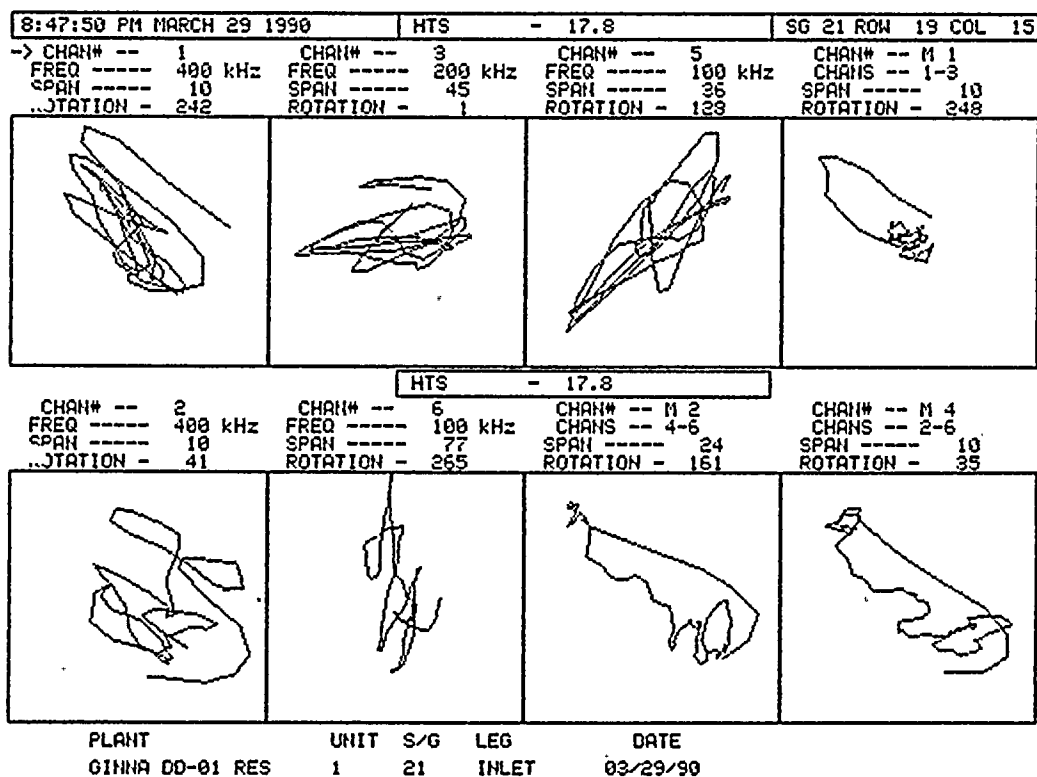 8:47:50 PM MARCH 29 1990 HTS - 17.8 SG 21 ROW 19 COL 15
-> CHAN# -- 1 CHAN# -- 3 CHAN# -- 5 CHAN# -- M 1
FREQ ----- 400 kHz FREQ ----- 200 kHz FREQ ----- 100 kHz CHANS -- 1-3
SPAN ----- 10 SPAN ----- 45 SPAN ----- 36 SPAN ----- 10
ROTATION - 242 ROTATION - 1 ROTATION - 129 ROTATION - 248
HTS - 17.8
CHAN# -- 2 CHAN# -- 6 CHAN# -- M 2 CHAN# -- M 4
FREQ ----- 400 kHz FREQ ----- 100 kHz CHANS -- 4-6 CHANS -- 2-6
SPAN ----- 10 SPAN ----- 77 SPAN ----- 24 SPAN ----- 10
ROTATION - 41 ROTATION - 265 ROTATION - 161 ROTATION - 35
PLANT UNIT S/G LEG DATE
GINNA DD-01 RES 1 21 INLET 03/29/90